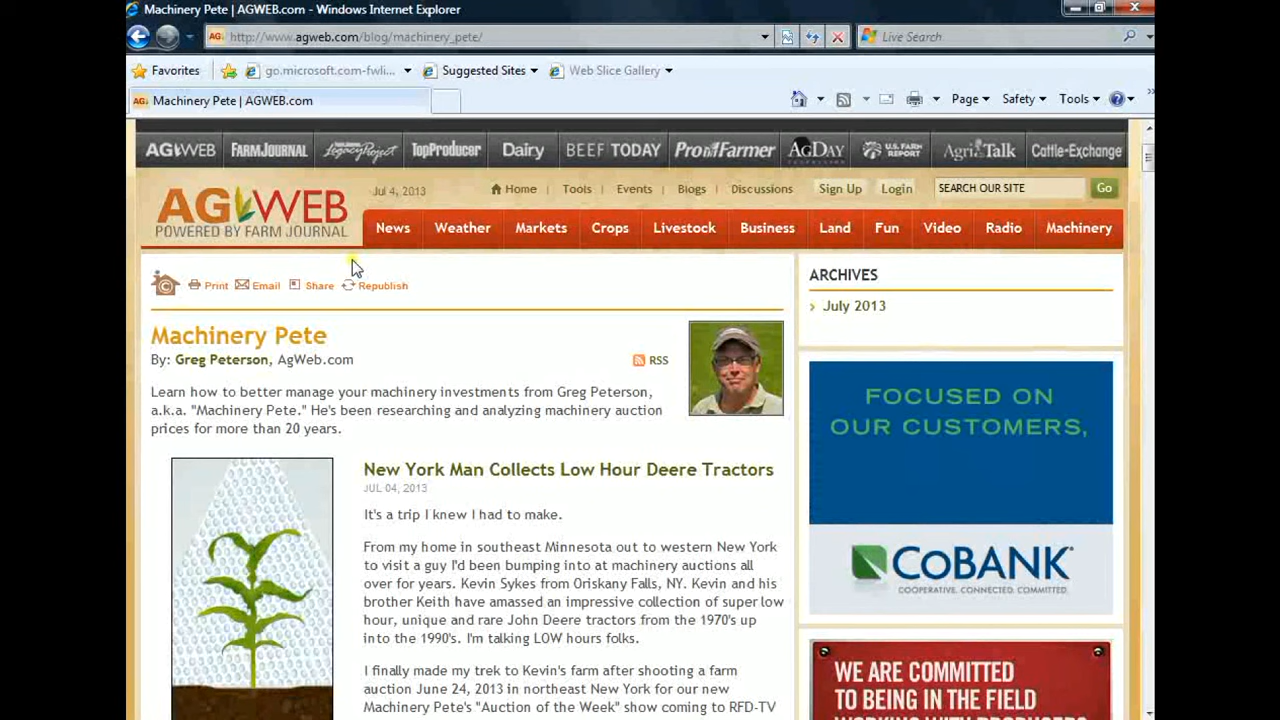 Machinery Pete | AGWEB.com - Windows Internet Explorer
http://www.agweb.com/blog/machinery_pete/
Live Search
Favorites
go.microsoft.com-fwli...
Suggested Sites
Web Slice Gallery
Machinery Pete | AGWEB.com
Page
Safety
Tools
AGWEB
FARMJOURNAL
LegacyProject
TopProducer
Dairy
BEEF TODAY
ProFarmer
AgDAY
U.S. FARM REPORT
AgriTalk
Cattle-Exchange
AGWEB
POWERED BY FARM JOURNAL
Jul 4, 2013
Home | Tools | Events | Blogs | Discussions
Sign Up
Login
SEARCH OUR SITE
Go
News
Weather
Markets
Crops
Livestock
Business
Land
Fun
Video
Radio
Machinery
Print
Email
Share
Republish
Machinery Pete
By: Greg Peterson, AgWeb.com
RSS
Learn how to better manage your machinery investments from Greg Peterson,
a.k.a. "Machinery Pete." He's been researching and analyzing machinery auction
prices for more than 20 years.
New York Man Collects Low Hour Deere Tractors
JUL 04, 2013
It's a trip I knew I had to make.
From my home in southeast Minnesota out to western New York
to visit a guy I'd been bumping into at machinery auctions all
over for years. Kevin Sykes from Oriskany Falls, NY. Kevin and his
brother Keith have amassed an impressive collection of super low
hour, unique and rare John Deere tractors from the 1970's up
into the 1990's. I'm talking LOW hours folks.
I finally made my trek to Kevin's farm after shooting a farm
auction June 24, 2013 in northeast New York for our new
Machinery Pete's "Auction of the Week" show coming to RFD-TV
ARCHIVES
July 2013
FOCUSED ON
OUR CUSTOMERS,
COBANK
COOPERATIVE. CONNECTED. COMMITTED.
WE ARE COMMITTED
TO BEING IN THE FIELD
WORKING WITH PRODUCERS